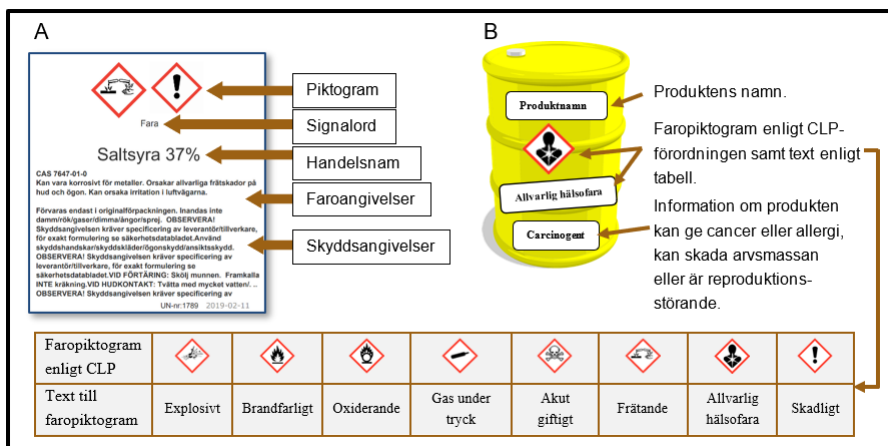 A
Fara
Saltsyra 37%
CAS 7647-01-0
Kan vara korrosivt för metaller. Orsakar allvarliga frätskador på
hud och ögon. Kan orsaka irritation i luftvägarna.
Förvaras endast i originalförpackningen. Inandas inte
damm/rök/gaser/dimma/ångor/sprej. OBSERVERA!
Skyddsangivelsen kräver specificering av leverantör/tillverkare,
för exakt formulering se säkerhetsdatabladet.Använd
skyddshandskar/skyddskläder/ögonskydd/ansiktsskydd.
OBSERVERA! Skyddsangivelsen kräver specificering av
leverantör/tillverkare, för exakt formulering se
säkerhetsdatabladet.VID FÖRTÄRING: Skölj munnen. Framkalla
INTE kräkning.VID HUDKONTAKT: Tvätta med mycket vatten/. ..
OBSERVERA! Skyddsangivelsen kräver specificering av
UN-nr:1789 2019-02-11
Piktogram
Signalord
Handelsnam
Faroangivelser
Skyddsangivelser
B
Produktnamn
Allvarlig hälsofara
Carcinogent
Produktens namn.
Faropiktogram enligt CLP-
förordningen samt text enligt
tabell.
Information om produkten
kan ge cancer eller allergi,
kan skada arvsmassan
eller är reproduktions-
störande.
Faropiktogram
enligt CLP
Text till
faropiktogram
Explosivt
Brandfarligt
Oxiderande
Gas under
tryck
Akut
giftigt
Frätande
Allvarlig
hälsofara
Skadligt